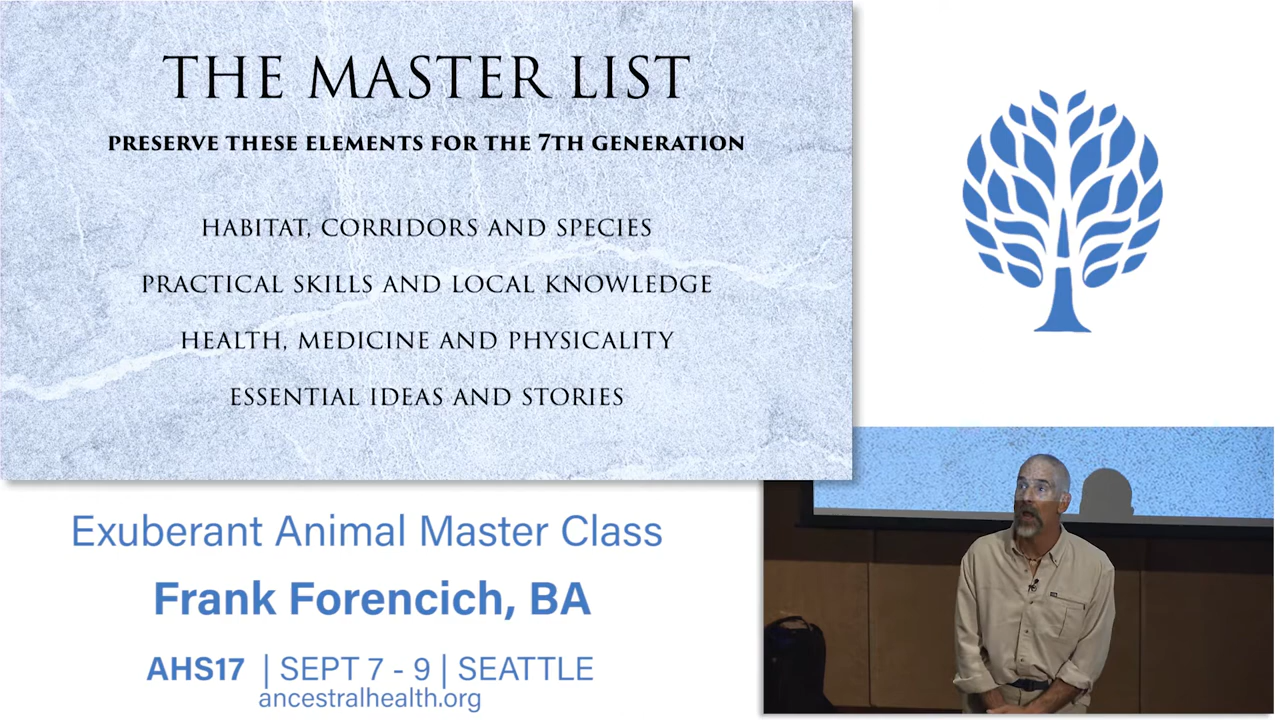 THE MASTER LIST
PRESERVE THESE ELEMENTS FOR THE 7TH GENERATION
HABITAT, CORRIDORS AND SPECIES
PRACTICAL SKILLS AND LOCAL KNOWLEDGE
HEALTH, MEDICINE AND PHYSICALITY
ESSENTIAL IDEAS AND STORIES
Exuberant Animal Master Class
Frank Forencich, BA
AHS17 | SEPT 7 - 9 | SEATTLE
ancestralhealth.org